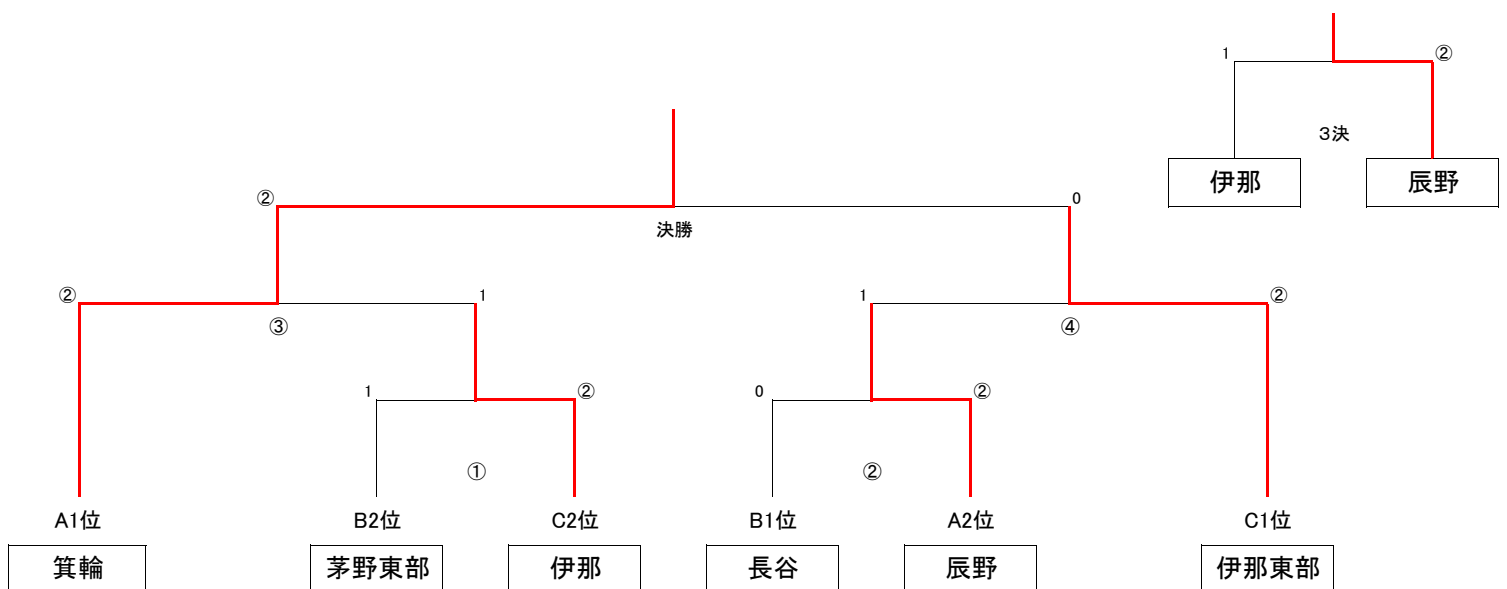 1 ②
3決
伊那 辰野
② 0
決勝
② 1 1 ②
③ ④
1 ② 0 ②
① ②
A1位 B2位 C2位 B1位 A2位 C1位
箕輪 茅野東部 伊那 長谷 辰野 伊那東部